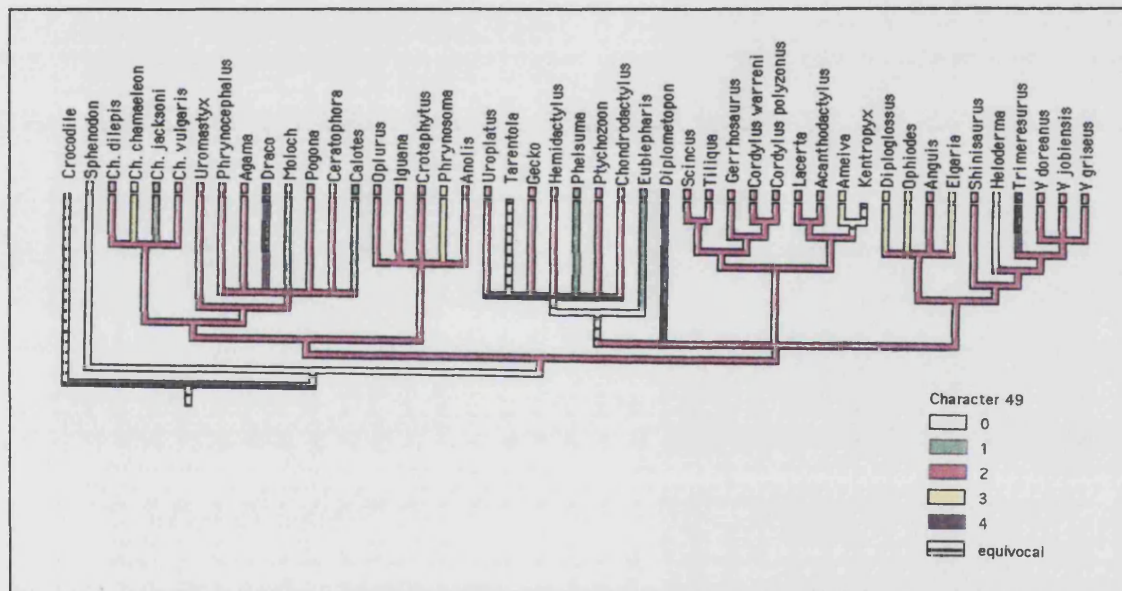 Crocodile
Sphenodon
Ch. dilepis
Ch. chamaeleon
Ch. jacksoni
Ch. vulgaris
Uromastyx
Phrynocephalus
Agama
Draco
Moloch
Pogona
Ceratophora
Calotes
Oplurus
Iguana
Crotaphytus
Phrynosoma
Anolis
Uroplatus
Tarentola
Gecko
Hemidactylus
Phelsuma
Ptychozoon
Chondrodactylus
Eublepharis
Diplometopon
Scincus
Tiliqua
Gerrhosaurus
Cordylus warreni
Cordylus polyzonus
Lacerta
Acanthodactylus
Ameiva
Kentropyx
Diploglossus
Ophiodes
Anguis
Elgaria
Shinisaurus
Heloderma
Trimeresurus
V doreanus
V jobiensis
V griseus
Character 49
0
1
2
3
4
equivocal